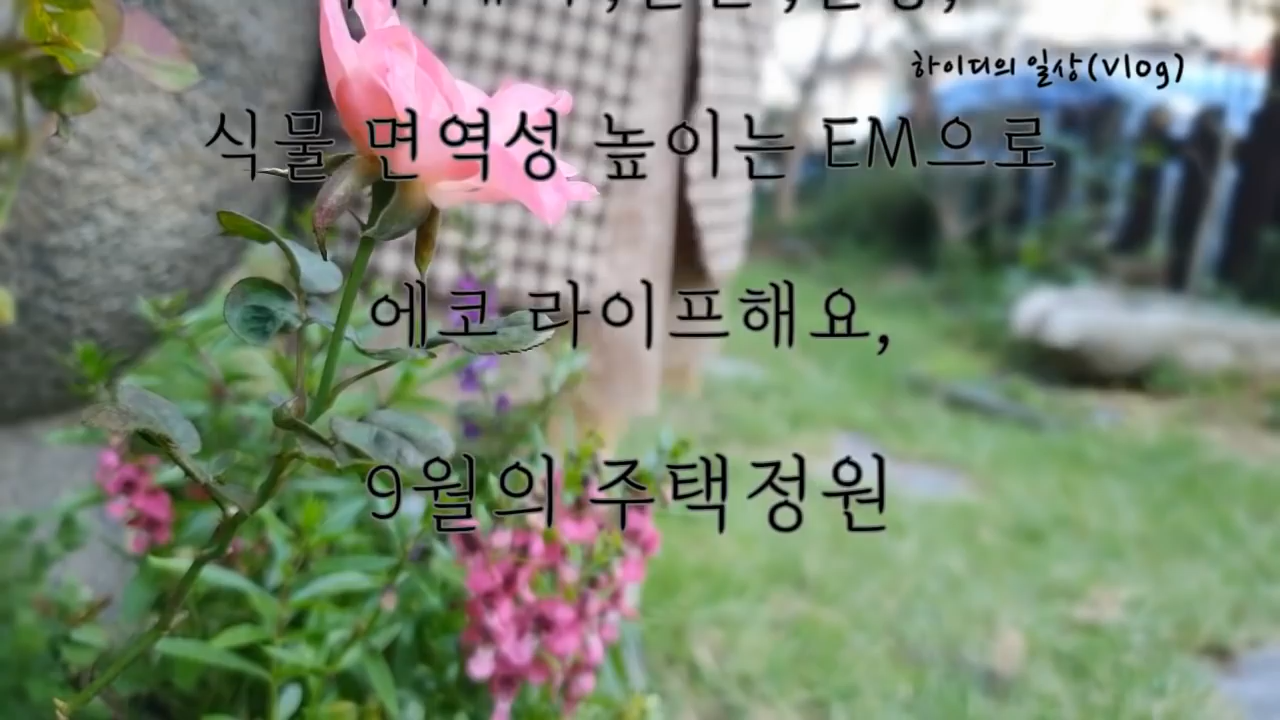 하이디의 일상(Vlog)
식물 면역성 높이는 EM으로
에코 라이프해요,
9월의 주택정원